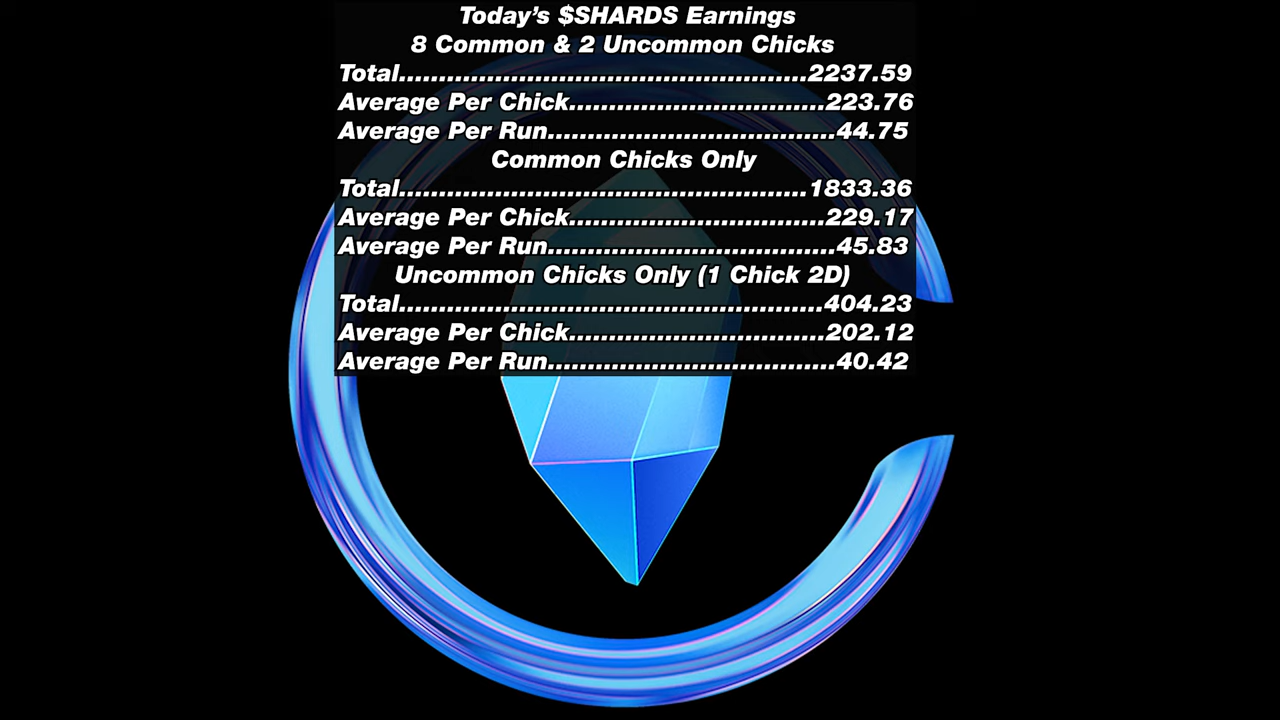 Today's $SHARDS Earnings
8 Common & 2 Uncommon Chicks
Total...................................................2237.59
Average Per Chick................................223.76
Average Per Run....................................44.75
Common Chicks Only
Total...................................................1833.36
Average Per Chick................................229.17
Average Per Run....................................45.83
Uncommon Chicks Only (1 Chick 2D)
Total.....................................................404.23
Average Per Chick................................202.12
Average Per Run....................................40.42